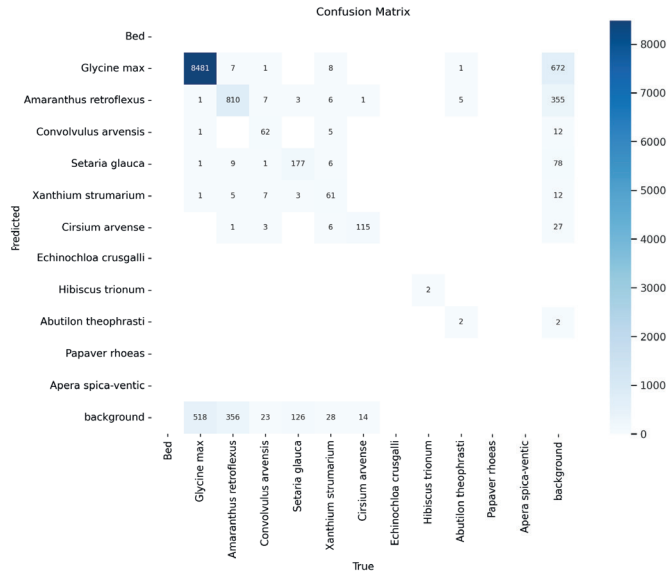 Confusion Matrix
Bed
Glycine max 8481 7 1 8 1 672
Amaranthus retroflexus 1 810 7 3 6 1 5 355
Convolvulus arvensis 1 62 5 12
Setaria glauca 1 9 1 177 6 78
Xanthium strumarium 1 5 7 3 61 12
Cirsium arvense 1 3 6 115 27
Echinochloa crusgalli
Hibiscus trionum 2
Abutilon theophrasti 2 2
Papaver rhoeas
Apera spica-ventic
background 518 356 23 126 28 14
Predicted
Bed
Glycine max
Amaranthus retroflexus
Convolvulus arvensis
Setaria glauca
Xanthium strumarium
Cirsium arvense
Echinochloa crusgalli
Hibiscus trionum
Abutilon theophrasti
Papaver rhoeas
Apera spica-ventic
background
True
8000
7000
6000
5000
4000
3000
2000
1000
0